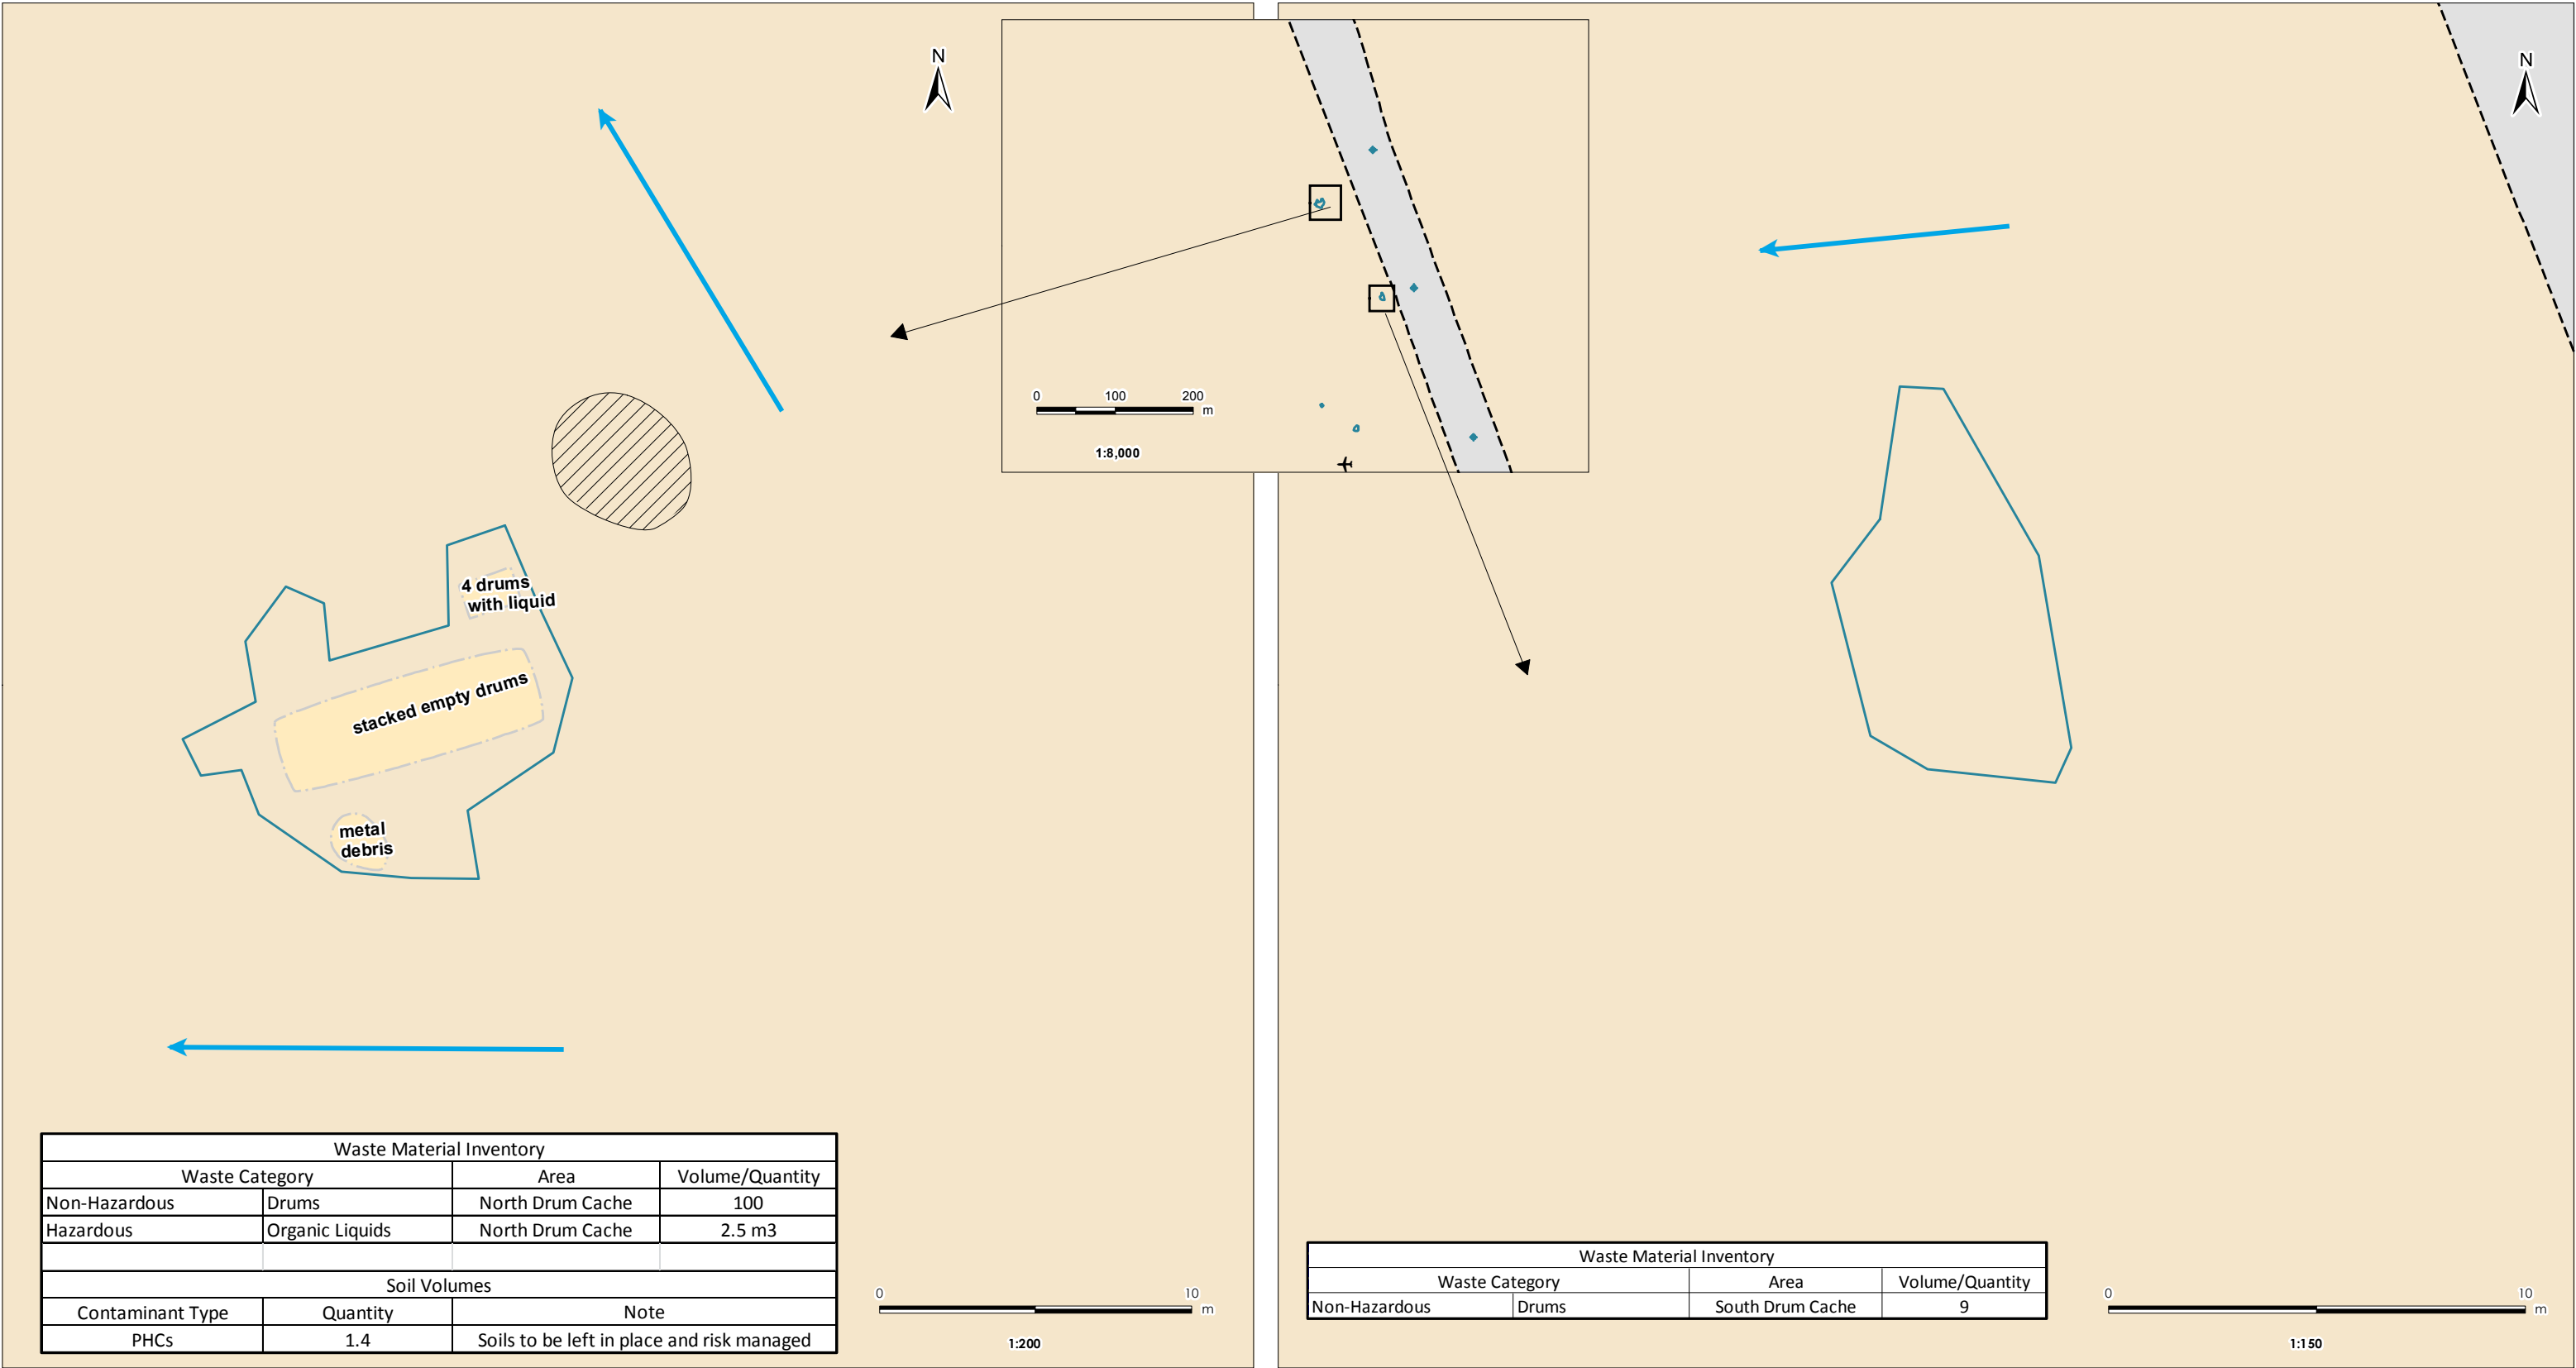 N
N
0 100 200
m
1:8,000
4 drums
with liquid
stacked empty drums
metal
debris
Waste Material Inventory
Waste Category Area Volume/Quantity
Non-Hazardous Drums North Drum Cache 100
Hazardous Organic Liquids North Drum Cache 2.5 m3
Soil Volumes
Contaminant Type Quantity Note
PHCs 1.4 Soils to be left in place and risk managed
0 10
m
1:200
Waste Material Inventory
Waste Category Area Volume/Quantity
Non-Hazardous Drums South Drum Cache 9
0 10
m
1:150